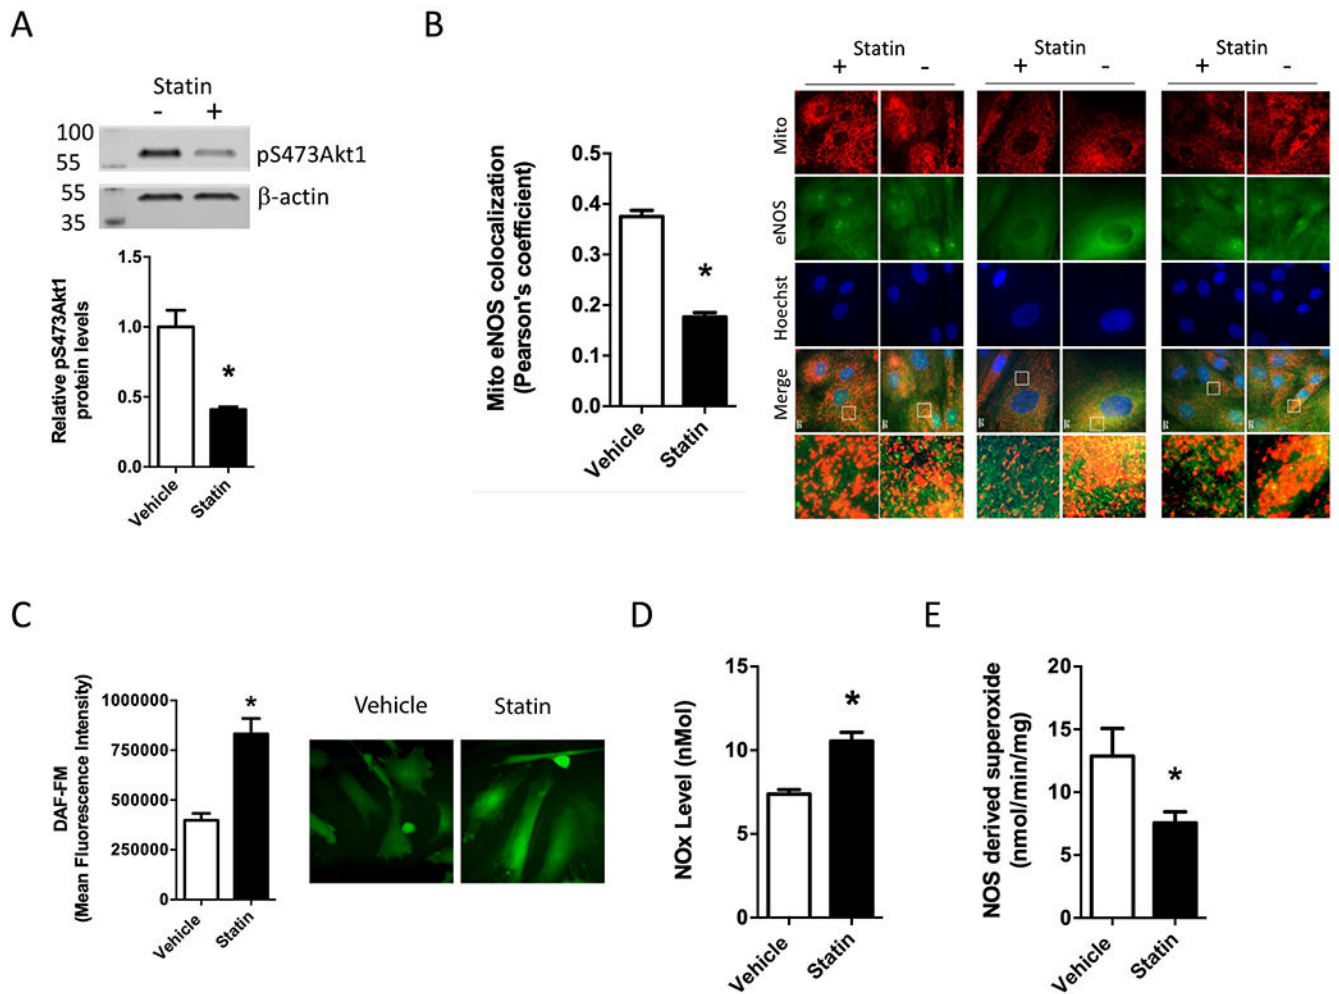 A
Statin
- +
100
55
pS473Akt1
55
35
β-actin
Relative pS473Akt1
protein levels
1.5
1.0
0.5
0.0
Vehicle
Statin
*
B
Mito eNOS colocalization
(Pearson's coefficient)
0.5
0.4
0.3
0.2
0.1
0.0
Vehicle
Statin
*
Statin
+ -
Statin
+ -
Statin
+ -
Mito
eNOS
Hoechst
Merge
C
DAF-FM
(Mean Fluorescence Intensity)
1000000
750000
500000
250000
0
Vehicle
Statin
*
Vehicle
Statin
D
NOx Level (nMol)
15
10
5
0
Vehicle
Statin
*
E
NOS derived superoxide
(nmol/min/mg)
20
15
10
5
0
Vehicle
Statin
*